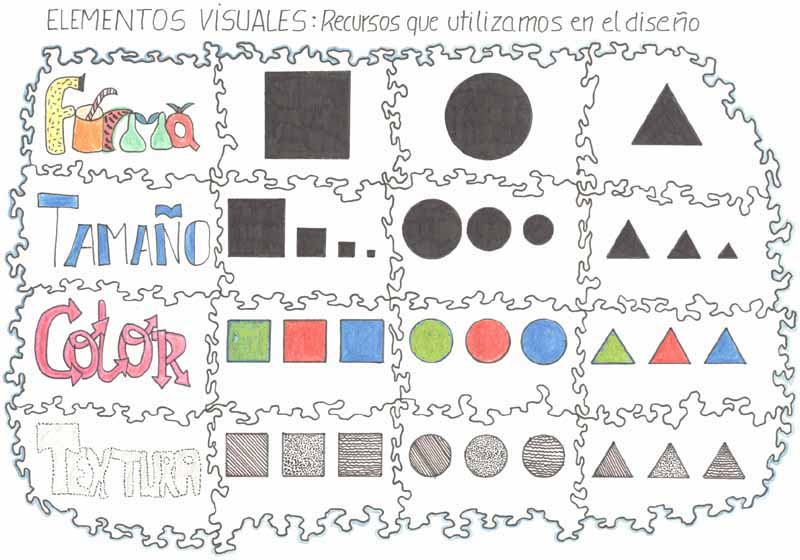 ELEMENTOS VISUALES: Recursos que utilizamos en el diseño
Forma
TAMAÑO
COLOR
TEXTURA